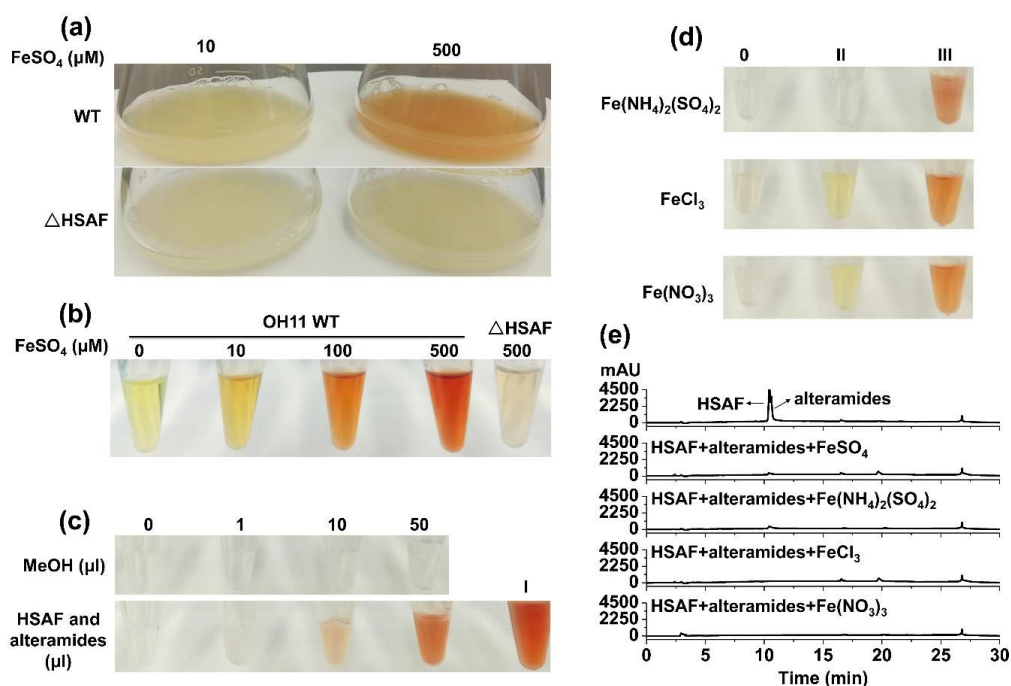 (a)
FeSO₄ (μM) 10 500
WT
△HSAF
(b)
OH11 WT △HSAF
FeSO₄ (μM) 0 10 100 500 500
(c)
0 1 10 50
MeOH (μl)
I
HSAF and
alteramides
(μl)
(d)
0 II III
Fe(NH₄)₂(SO₄)₂
FeCl₃
Fe(NO₃)₃
(e)
mAU
4500
2250
0
HSAF
alteramides
4500
2250
0
HSAF+alteramides+FeSO₄
4500
2250
0
HSAF+alteramides+Fe(NH₄)₂(SO₄)₂
4500
2250
0
HSAF+alteramides+FeCl₃
4500
2250
0
HSAF+alteramides+Fe(NO₃)₃
0 5 10 15 20 25 30
Time (min)